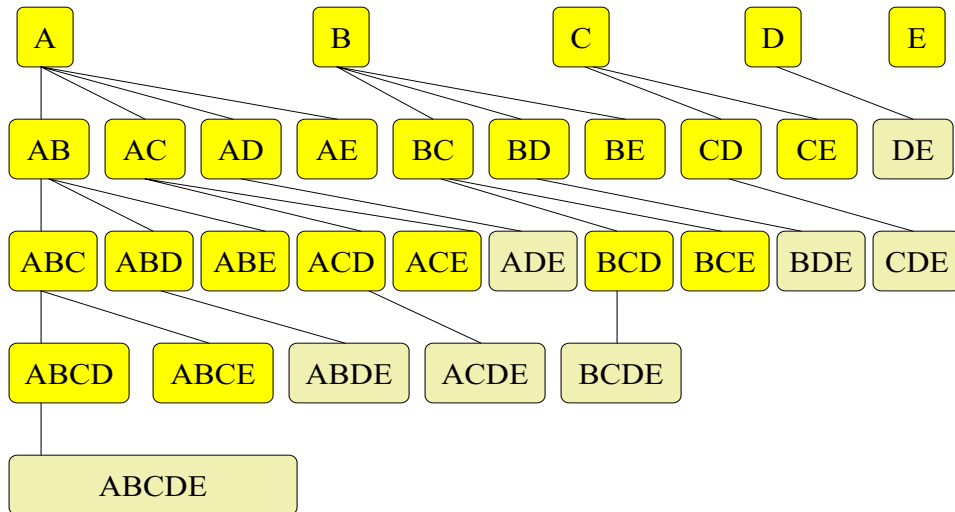 A B C D E
AB AC AD AE BC BD BE CD CE DE
ABC ABD ABE ACD ACE ADE BCD BCE BDE CDE
ABCD ABCE ABDE ACDE BCDE
ABCDE